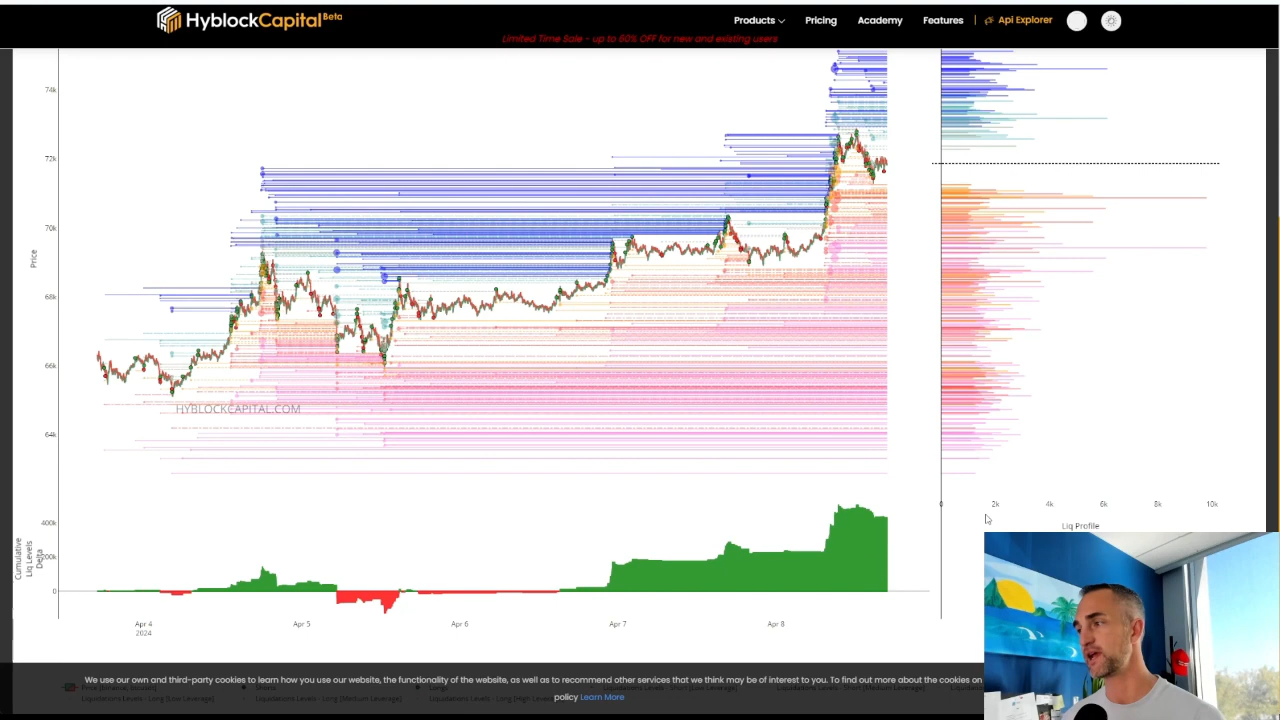 HyblockCapital Beta
Products Pricing Academy Features Api Explorer
Limited Time Sale - up to 60% OFF for new and existing users
74k
72k
70k
68k
66k
64k
Price
HYBLOCKCAPITAL.COM
0 2k 4k 6k 8k 10k
Liq Profile
400k
200k
0
Cumulative
Liq Levels
Delta
Apr 4 Apr 5 Apr 6 Apr 7 Apr 8
2024
We use our own and third-party cookies to learn how you use our website, the functionality of the website, as well as to recommend other services that we think may be of interest to you. To find out more about the cookies on
policy Learn More